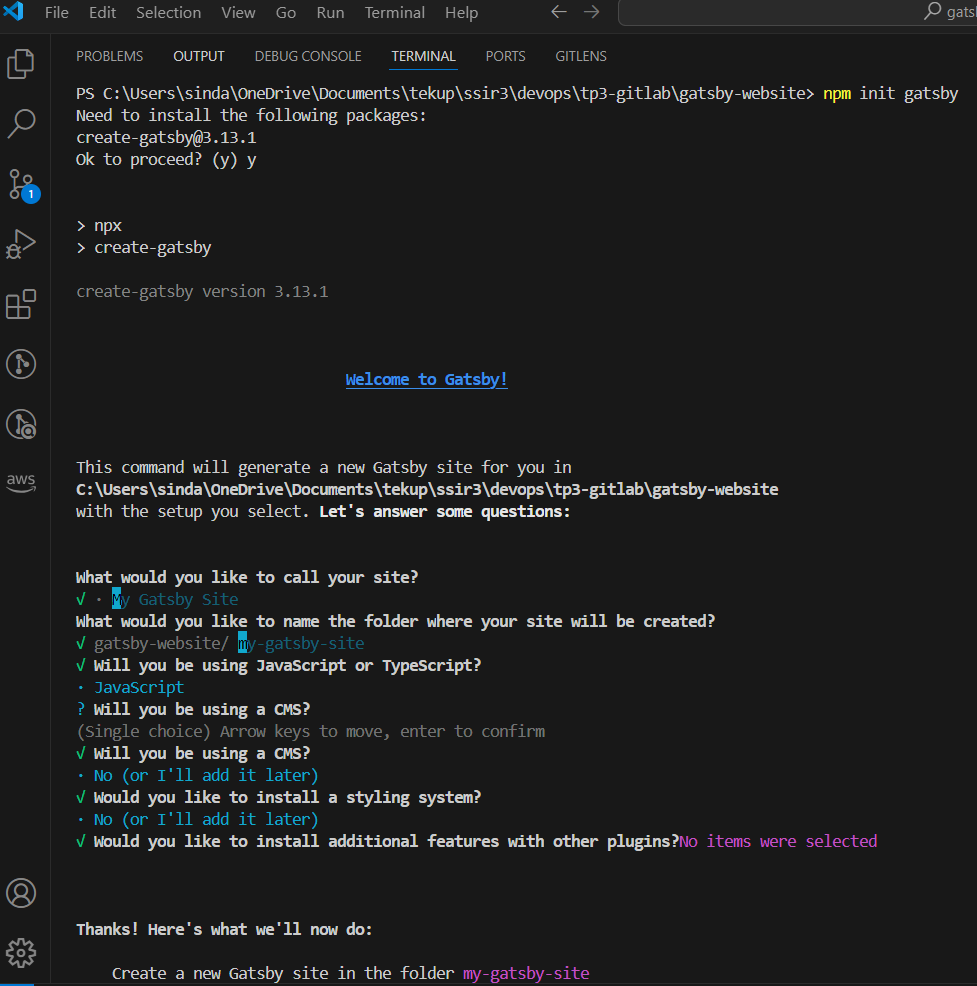 File Edit Selection View Go Run Terminal Help
PROBLEMS OUTPUT DEBUG CONSOLE TERMINAL PORTS GITLENS
PS C:\Users\sinda\OneDrive\Documents\tekup\ssir3\devops\tp3-gitlab\gatsby-website> npm init gatsby
Need to install the following packages:
create-gatsby@3.13.1
Ok to proceed? (y) y
> npx
> create-gatsby
create-gatsby version 3.13.1
Welcome to Gatsby!
This command will generate a new Gatsby site for you in
C:\Users\sinda\OneDrive\Documents\tekup\ssir3\devops\tp3-gitlab\gatsby-website
with the setup you select. Let's answer some questions:
What would you like to call your site?
√ · My Gatsby Site
What would you like to name the folder where your site will be created?
√ gatsby-website/ my-gatsby-site
√ Will you be using JavaScript or TypeScript?
· JavaScript
? Will you be using a CMS?
(Single choice) Arrow keys to move, enter to confirm
√ Will you be using a CMS?
· No (or I'll add it later)
√ Would you like to install a styling system?
· No (or I'll add it later)
√ Would you like to install additional features with other plugins?No items were selected
Thanks! Here's what we'll now do:
Create a new Gatsby site in the folder my-gatsby-site
1
aws